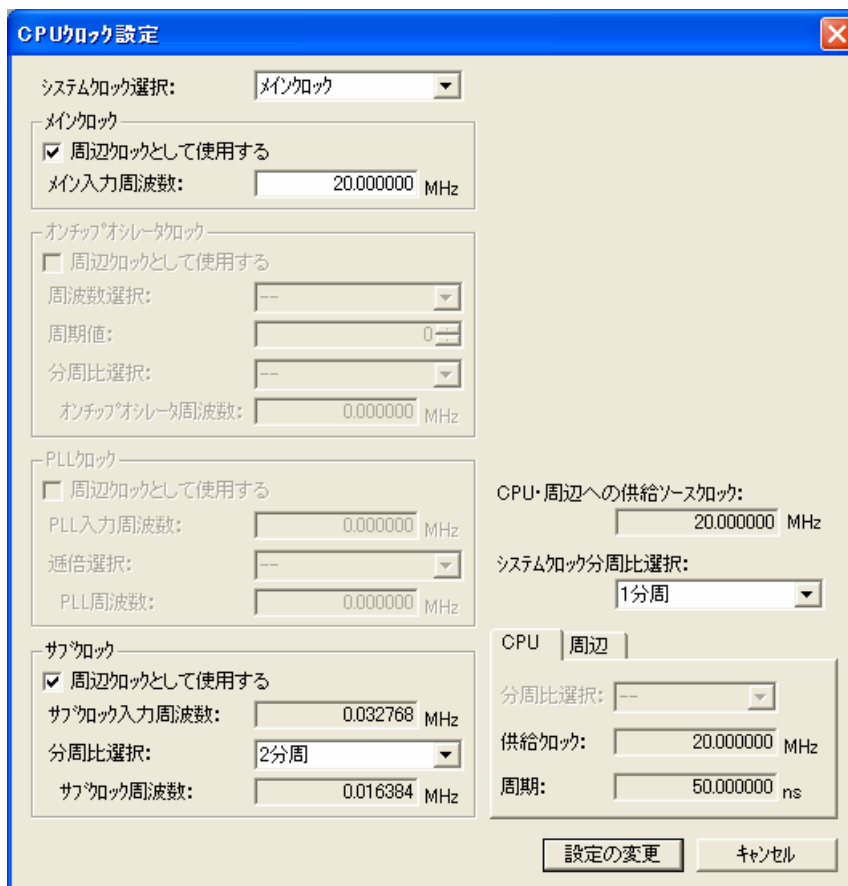 CPUｸﾛｯｸ設定
システムｸﾛｯｸ選択: ﾒｲﾝｸﾛｯｸ
ﾒｲﾝｸﾛｯｸ
周辺ｸﾛｯｸとして使用する
ﾒｲﾝ入力周波数: 20.000000 MHz
ｵﾝﾁｯﾌﾟｵｼﾚｰﾀｸﾛｯｸ
周辺ｸﾛｯｸとして使用する
周波数選択: --
周期値: 0
分周比選択: --
ｵﾝﾁｯﾌﾟｵｼﾚｰﾀ周波数: 0.000000 MHz
PLLｸﾛｯｸ
周辺ｸﾛｯｸとして使用する
PLL入力周波数: 0.000000 MHz
逓倍選択: --
PLL周波数: 0.000000 MHz
ｻﾌﾞｸﾛｯｸ
周辺ｸﾛｯｸとして使用する
ｻﾌﾞｸﾛｯｸ入力周波数: 0.032768 MHz
分周比選択: 2分周
ｻﾌﾞｸﾛｯｸ周波数: 0.016384 MHz
CPU･周辺への供給ｿｰｽｸﾛｯｸ:
20.000000 MHz
ｼｽﾃﾑｸﾛｯｸ分周比選択:
1分周
CPU 周辺
分周比選択: --
供給ｸﾛｯｸ: 20.000000 MHz
周期: 50.000000 ns
設定の変更 ｷｬﾝｾﾙ